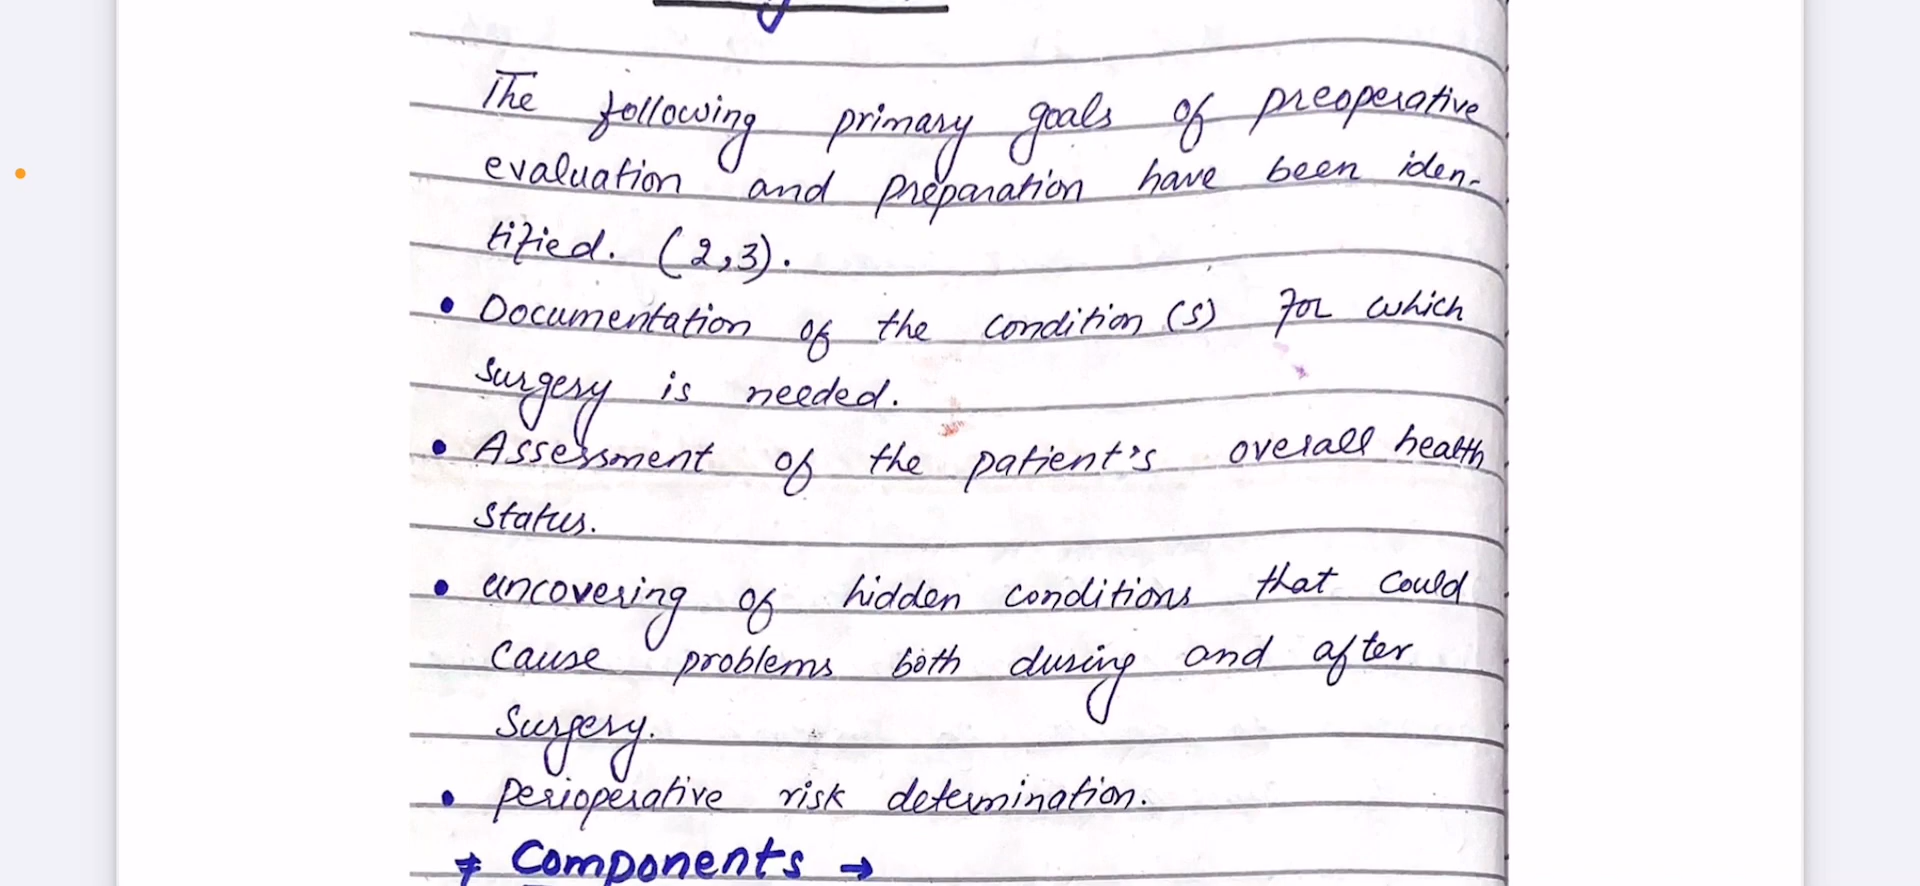 The following primary goals of preoperative
evaluation and preparation have been iden-
tified. (2,3).
• Documentation of the condition (s) for which
surgery is needed.
• Assessment of the patient's overall health
status.
• uncovering of hidden conditions that could
cause problems both during and after
surgery.
• perioperative risk determination.
* Components →